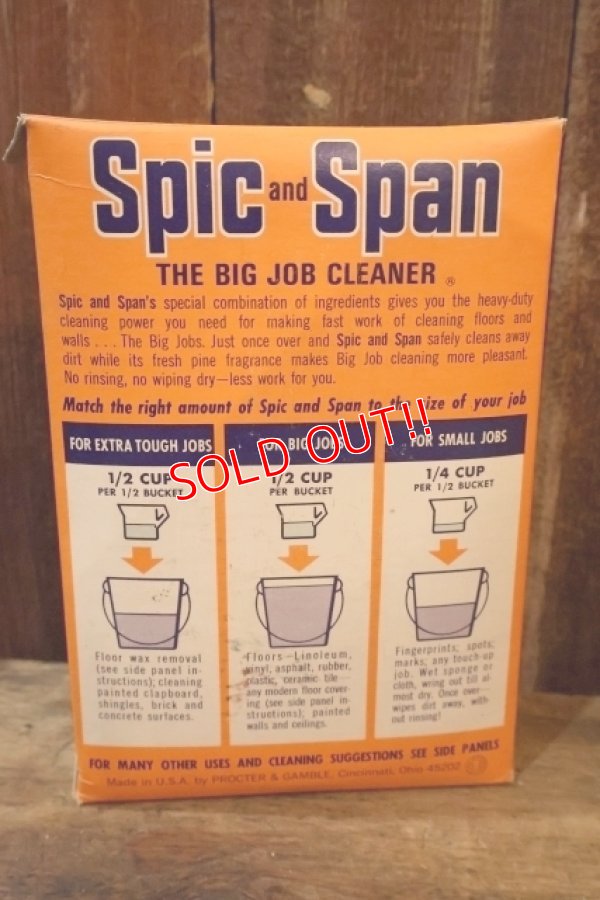 Spic and Span
THE BIG JOB CLEANER ®
Spic and Span's special combination of ingredients gives you the heavy-duty
cleaning power you need for making fast work of cleaning floors and
walls . . . The Big Jobs. Just once over and Spic and Span safely cleans away
dirt while its fresh pine fragrance makes Big Job cleaning more pleasant.
No rinsing, no wiping dry—less work for you.
Match the right amount of Spic and Span to the size of your job
SOLD OUT!!
FOR EXTRA TOUGH JOBS
1/2 CUP
PER 1/2 BUCKET
Floor wax removal
(see side panel in-
structions); cleaning
painted clapboard,
shingles, brick and
concrete surfaces.
FOR BIG JOBS
1/2 CUP
PER BUCKET
Floors—Linoleum,
vinyl, asphalt, rubber,
plastic, ceramic tile—
any modern floor cover-
ing (see side panel in-
structions); painted
walls and ceilings.
FOR SMALL JOBS
1/4 CUP
PER 1/2 BUCKET
Fingerprints, spots,
marks, any touch-up
job. Wet sponge or
cloth, wring out till al-
most dry. Once over
wipes dirt away, with-
out rinsing!
FOR MANY OTHER USES AND CLEANING SUGGESTIONS SEE SIDE PANELS
Made in U.S.A. by PROCTER & GAMBLE, Cincinnati, Ohio 45202